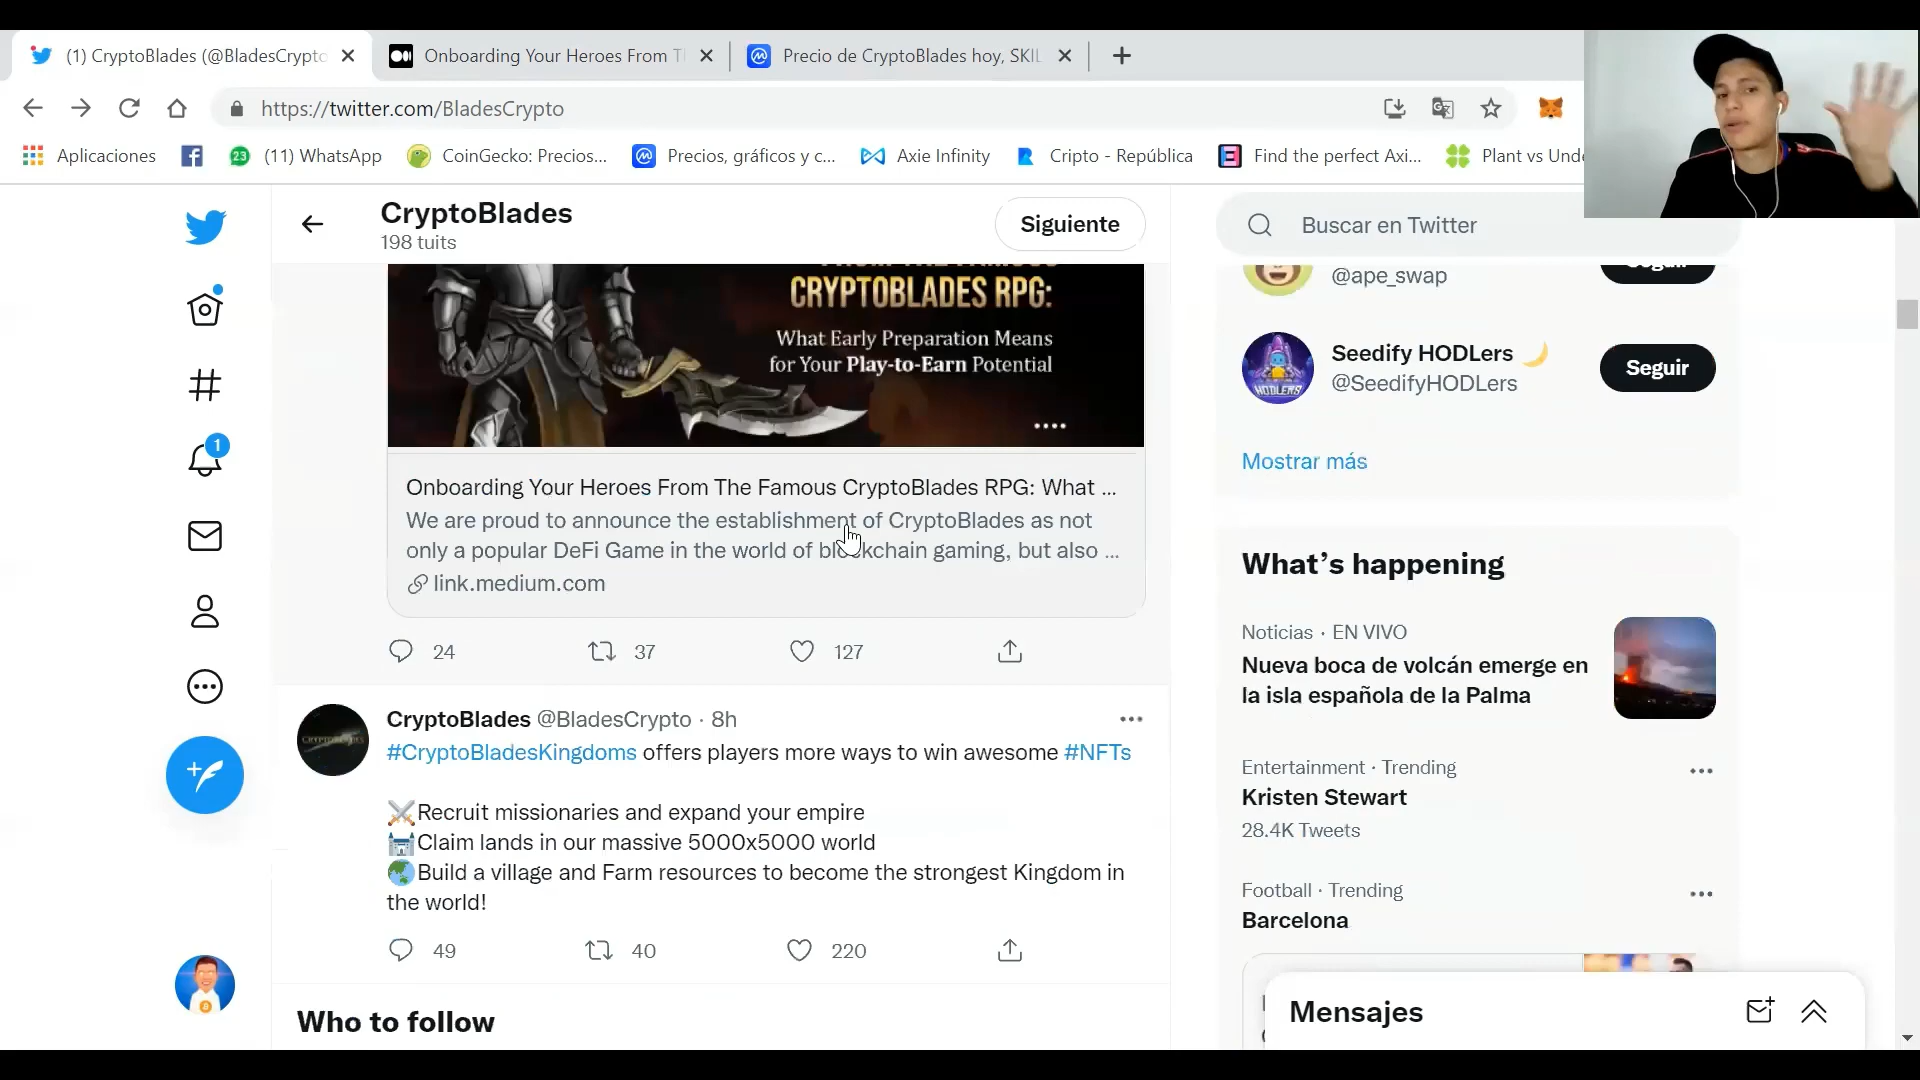 (1) CryptoBlades (@BladesCrypto
Onboarding Your Heroes From T
Precio de CryptoBlades hoy, SKIL
https://twitter.com/BladesCrypto
Aplicaciones
23
(11) WhatsApp
CoinGecko: Precios...
Precios, gráficos y c...
Axie Infinity
Cripto - República
Find the perfect Axi...
Plant vs Und
CryptoBlades
198 tuits
Siguiente
Buscar en Twitter
FROM THE FAMOUS
CRYPTOBLADES RPG:
What Early Preparation Means
for Your Play-to-Earn Potential
Onboarding Your Heroes From The Famous CryptoBlades RPG: What ...
We are proud to announce the establishment of CryptoBlades as not
only a popular DeFi Game in the world of blockchain gaming, but also ...
link.medium.com
24
37
127
CryptoBlades @BladesCrypto · 8h
#CryptoBladesKingdoms offers players more ways to win awesome #NFTs
Recruit missionaries and expand your empire
Claim lands in our massive 5000x5000 world
Build a village and Farm resources to become the strongest Kingdom in
the world!
49
40
220
Who to follow
1
@ape_swap
Seguir
Seedify HODLers
@SeedifyHODLers
HODLERS
Seguir
Mostrar más
What's happening
Noticias · EN VIVO
Nueva boca de volcán emerge en
la isla española de la Palma
Entertainment · Trending
Kristen Stewart
28.4K Tweets
Football · Trending
Barcelona
Mensajes